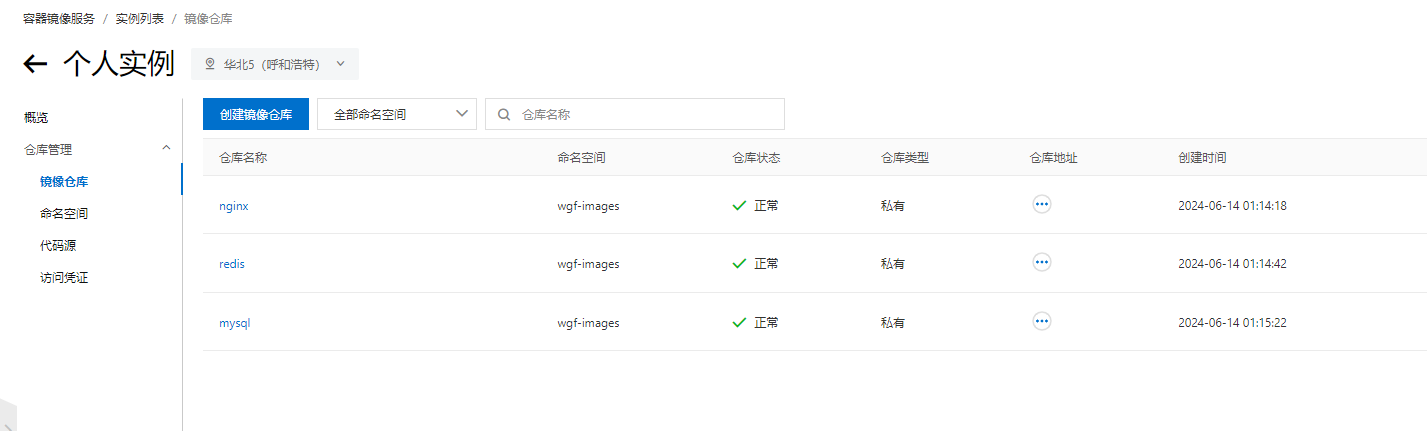 容器镜像服务 / 实例列表 / 镜像仓库
个人实例 华北5（呼和浩特）
概览
仓库管理
镜像仓库
命名空间
代码源
访问凭证
创建镜像仓库 全部命名空间 仓库名称
仓库名称 命名空间 仓库状态 仓库类型 仓库地址 创建时间
nginx wgf-images 正常 私有 2024-06-14 01:14:18
redis wgf-images 正常 私有 2024-06-14 01:14:42
mysql wgf-images 正常 私有 2024-06-14 01:15:22